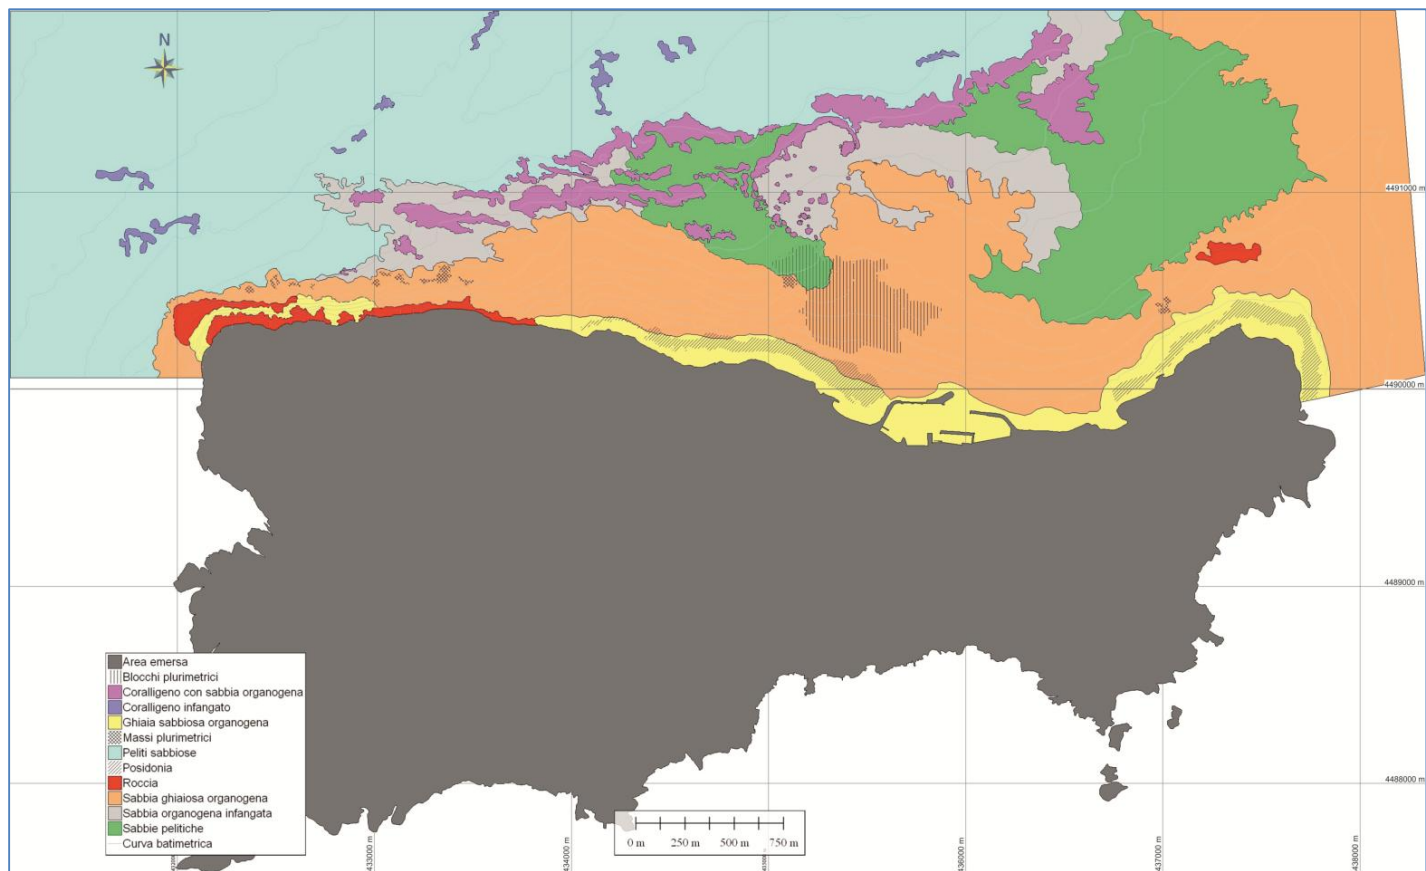 N
4491000 m
4490000 m
4489000 m
4488000 m
Area emersa
Blocchi plurimetrici
Coralligeno con sabbia organogena
Coralligeno infangato
Ghiaia sabbiosa organogena
Massi plurimetrici
Peliti sabbiose
Posidonia
Roccia
Sabbia ghiaiosa organogena
Sabbia organogena infangata
Sabbie pelitiche
Curva batimetrica
0 m 250 m 500 m 750 m
433000 m
434000 m
436000 m
437000 m
438000 m